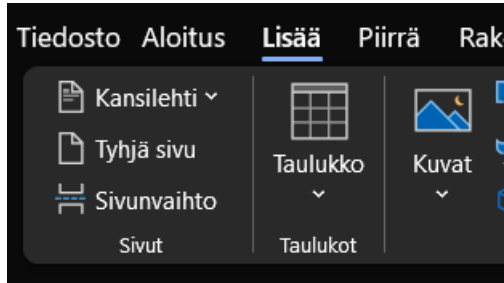 Tiedosto Aloitus Lisää Piirrä
Kansilehti
Tyhjä sivu
Sivunvaihto
Sivut
Taulukko
Taulukot
Kuvat